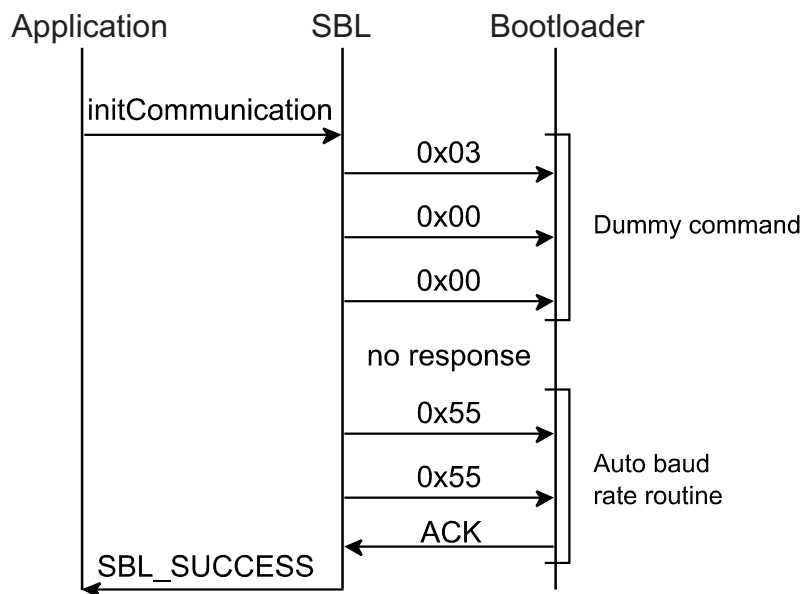 Application
SBL
Bootloader
initCommunication
0x03
0x00
Dummy command
0x00
no response
0x55
Auto baud
rate routine
0x55
ACK
SBL_SUCCESS